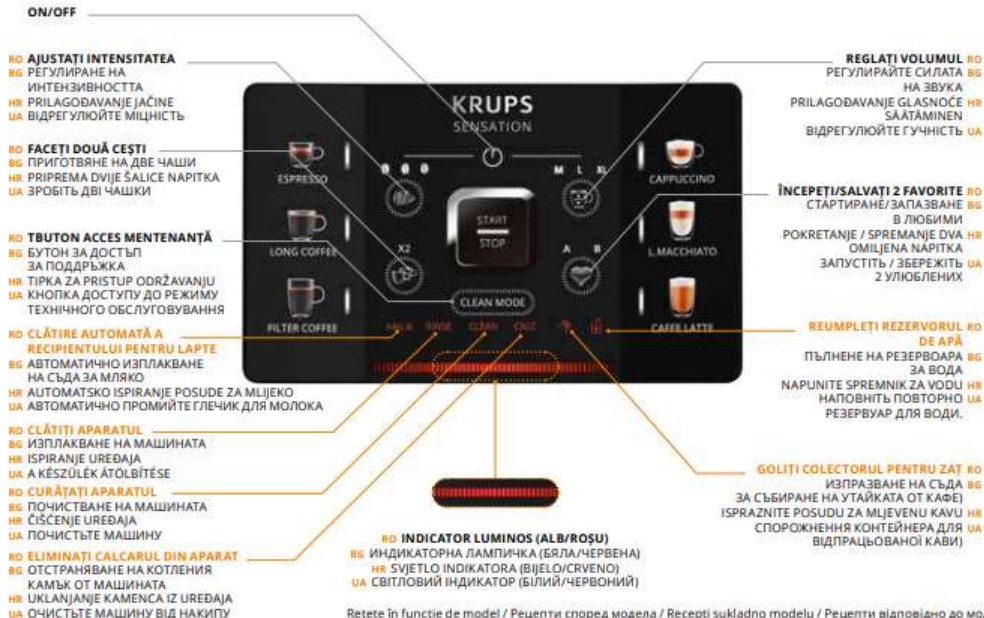 ON/OFF
RO AJUSTAȚI INTENSITATEA
BG РЕГУЛИРАНЕ НА
ИНТЕНЗИВНОСТТА
HR PRILAGOĐAVANJE JAČINE
UA ВІДРЕГУЛЮЙТЕ МІЦНІСТЬ
RO FACEȚI DOUĂ CEȘTI
BG ПРИГОТВЯНЕ НА ДВЕ ЧАШИ
HR PRIPREMA DVIJE ŠALICE NAPITKA
UA ЗРОБІТЬ ДВІ ЧАШКИ
RO TBUTON ACCES MENTENANȚĂ
BG БУТОН ЗА ДОСТЪП
ЗА ПОДДРЪЖКА
HR TIPKA ZA PRISTUP ODRŽAVANJU
UA КНОПКА ДОСТУПУ ДО РЕЖИМУ
ТЕХНІЧНОГО ОБСЛУГОВУВАННЯ
RO CLĂTIRE AUTOMATĂ A
RECIPIENTULUI PENTRU LAPTE
BG АВТОМАТИЧНО ИЗПЛАКВАНЕ
НА СЪДА ЗА МЛЯКО
HR AUTOMATSKO ISPIRANJE POSUDE ZA MLIJEKO
UA АВТОМАТИЧНО ПРОМИЙТЕ ГЛЕЧИК ДЛЯ МОЛОКА
RO CLĂTIȚI APARATUL
BG ИЗПЛАКВАНЕ НА МАШИНАТА
HR ISPIRANJE UREĐAJA
UA A KÉSZÜLÉK ÁTÖLBÍTÉSE
RO CURĂȚAȚI APARATUL
BG ПОЧИСТВАНЕ НА МАШИНАТА
HR ČIŠĆENJE UREĐAJA
UA ПОЧИСТЬТЕ МАШИНУ
RO ELIMINAȚI CALCARUL DIN APARAT
BG ОТСТРАНЯВАНЕ НА КОТЛЕНИЯ
КАМЪК ОТ МАШИНАТА
HR UKLANJANJE KAMENCA IZ UREĐAJA
UA ОЧИСТЬТЕ МАШИНУ ВІД НАКИПУ
KRUPS
SENSATION
ESPRESSO
LONG COFFEE
FILTER COFFEE
M L XL
START
STOP
X2
A B
CLEAN MODE
MILK RINSE CLEAN CALC
CAPPUCCINO
L.MACCHIATO
CAFFE LATTE
REGLAȚI VOLUMUL RO
РЕГУЛИРАЙТЕ СИЛАТА BG
НА ЗВУКА
PRILAGOĐAVANJE GLASNOĆE HR
SÄÄTÄMINEN
ВІДРЕГУЛЮЙТЕ ГУЧНІСТЬ UA
ÎNCEPEȚI/SALVAȚI 2 FAVORITE RO
СТАРТИРАНЕ/ЗАПАЗВАНЕ BG
В ЛЮБИМИ
POKRETANJE / SPREMANJE DVA HR
OMILJENA NAPITKA
ЗАПУСТІТЬ / ЗБЕРЕЖІТЬ UA
2 УЛЮБЛЕНИХ
REUMPLEȚI REZERVORUL RO
DE APĂ
ПЪЛНЕНЕ НА РЕЗЕРВОАРА BG
ЗА ВОДА
NAPUNITE SPREMNIK ZA VODU HR
НАПОВНІТЬ ПОВТОРНО UA
РЕЗЕРВУАР ДЛЯ ВОДИ.
GOLIȚI COLECTORUL PENTRU ZAȚ RO
ИЗПРАЗВАНЕ НА СЪДА BG
ЗА СЪБИРАНЕ НА УТАЙКАТА ОТ КАФЕ)
ISPRAZNITE POSUDU ZA MLJEVENU KAVU HR
СПОРОЖНЕННЯ КОНТЕЙНЕРА ДЛЯ UA
ВІДПРАЦЬОВАНОЇ КАВИ)
RO INDICATOR LUMINOS (ALB/ROȘU)
BG ИНДИКАТОРНА ЛАМПИЧКА (БЯЛА/ЧЕРВЕНА)
HR SVJETLO INDIKATORA (BIJELO/CRVENO)
UA СВІТЛОВИЙ ІНДИКАТОР (БІЛИЙ/ЧЕРВОНИЙ)
Rețete în funcție de model / Рецепти според модела / Recepti sukladno modelu / Рецепти відповідно до мод